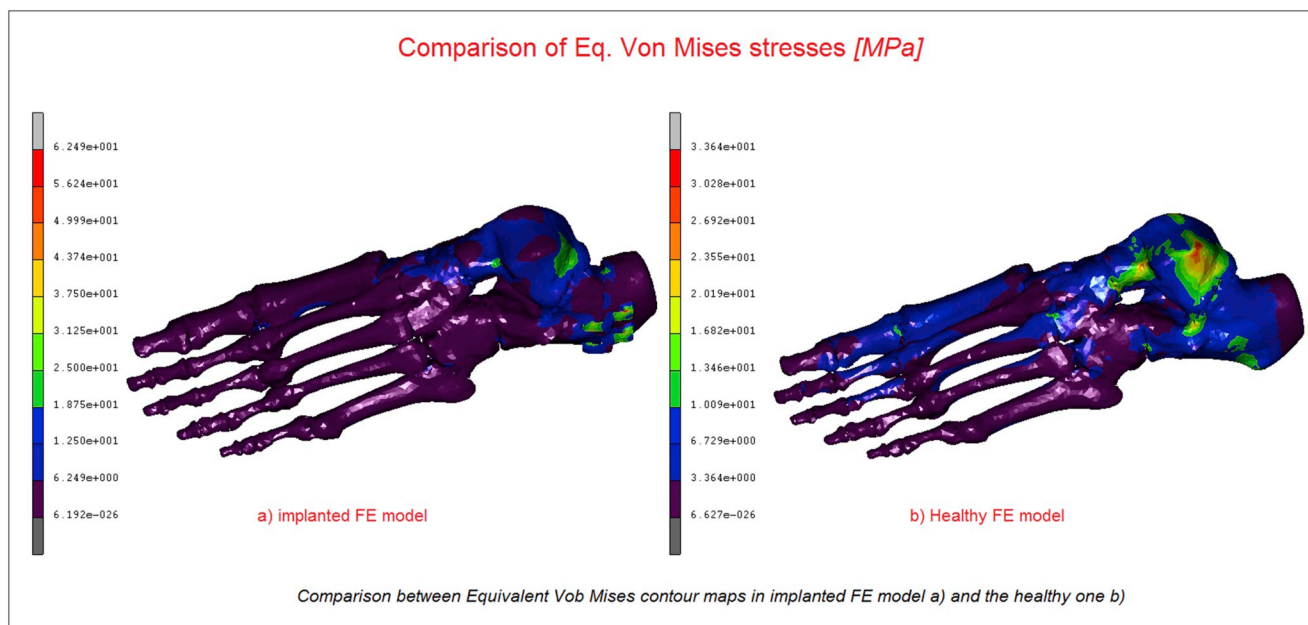 Comparison of Eq. Von Mises stresses [MPa]
6.249e+001
5.624e+001
4.999e+001
4.374e+001
3.750e+001
3.125e+001
2.500e+001
1.875e+001
1.250e+001
6.249e+000
6.192e-026
a) implanted FE model
3.364e+001
3.028e+001
2.692e+001
2.355e+001
2.019e+001
1.682e+001
1.346e+001
1.009e+001
6.729e+000
3.364e+000
6.627e-026
b) Healthy FE model
Comparison between Equivalent Vob Mises contour maps in implanted FE model a) and the healthy one b)